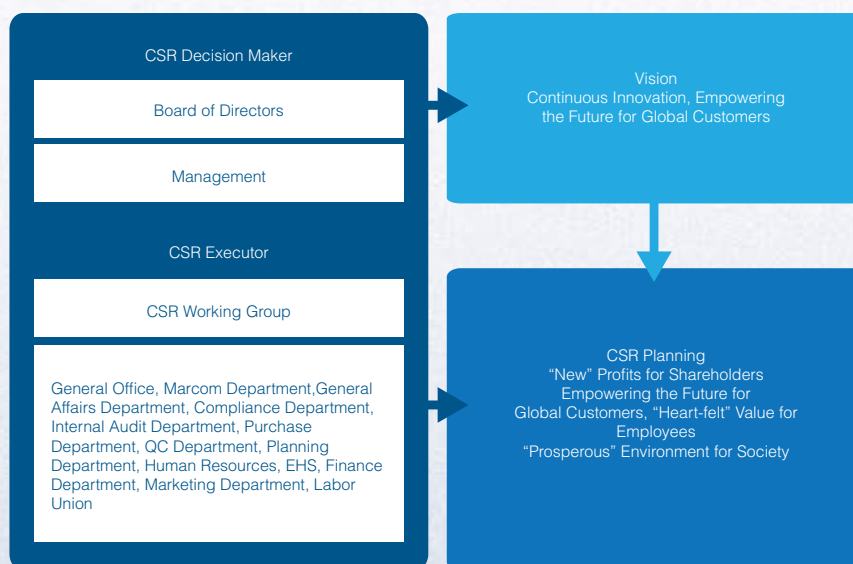 CSR Decision Maker
Board of Directors
Management
CSR Executor
CSR Working Group
General Office, Marcom Department,General
Affairs Department, Compliance Department,
Internal Audit Department, Purchase
Department, QC Department, Planning
Department, Human Resources, EHS, Finance
Department, Marketing Department, Labor
Union
Vision
Continuous Innovation, Empowering
the Future for Global Customers
CSR Planning
“New” Profits for Shareholders
Empowering the Future for
Global Customers, “Heart-felt” Value for
Employees
“Prosperous” Environment for Society